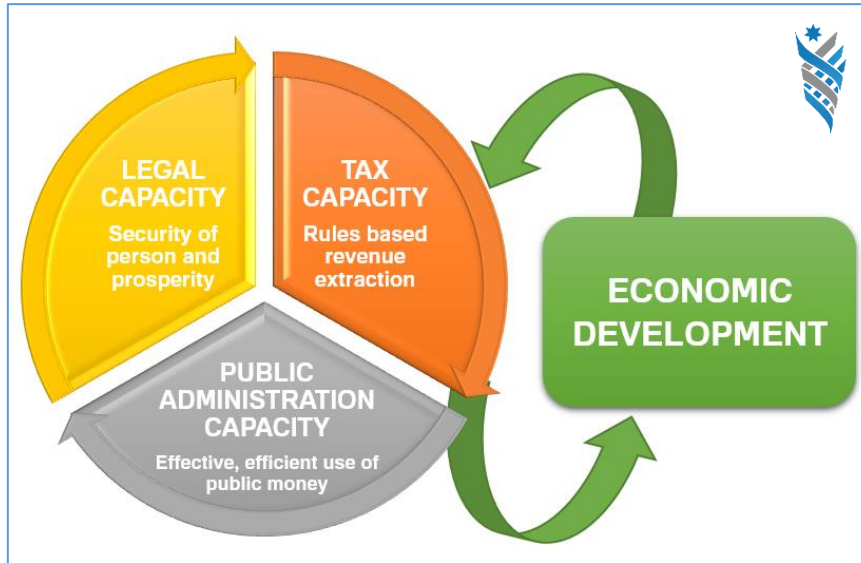 LEGAL
CAPACITY
Security of
person and
prosperity
TAX
CAPACITY
Rules based
revenue
extraction
PUBLIC
ADMINISTRATION
CAPACITY
Effective, efficient use of
public money
ECONOMIC
DEVELOPMENT